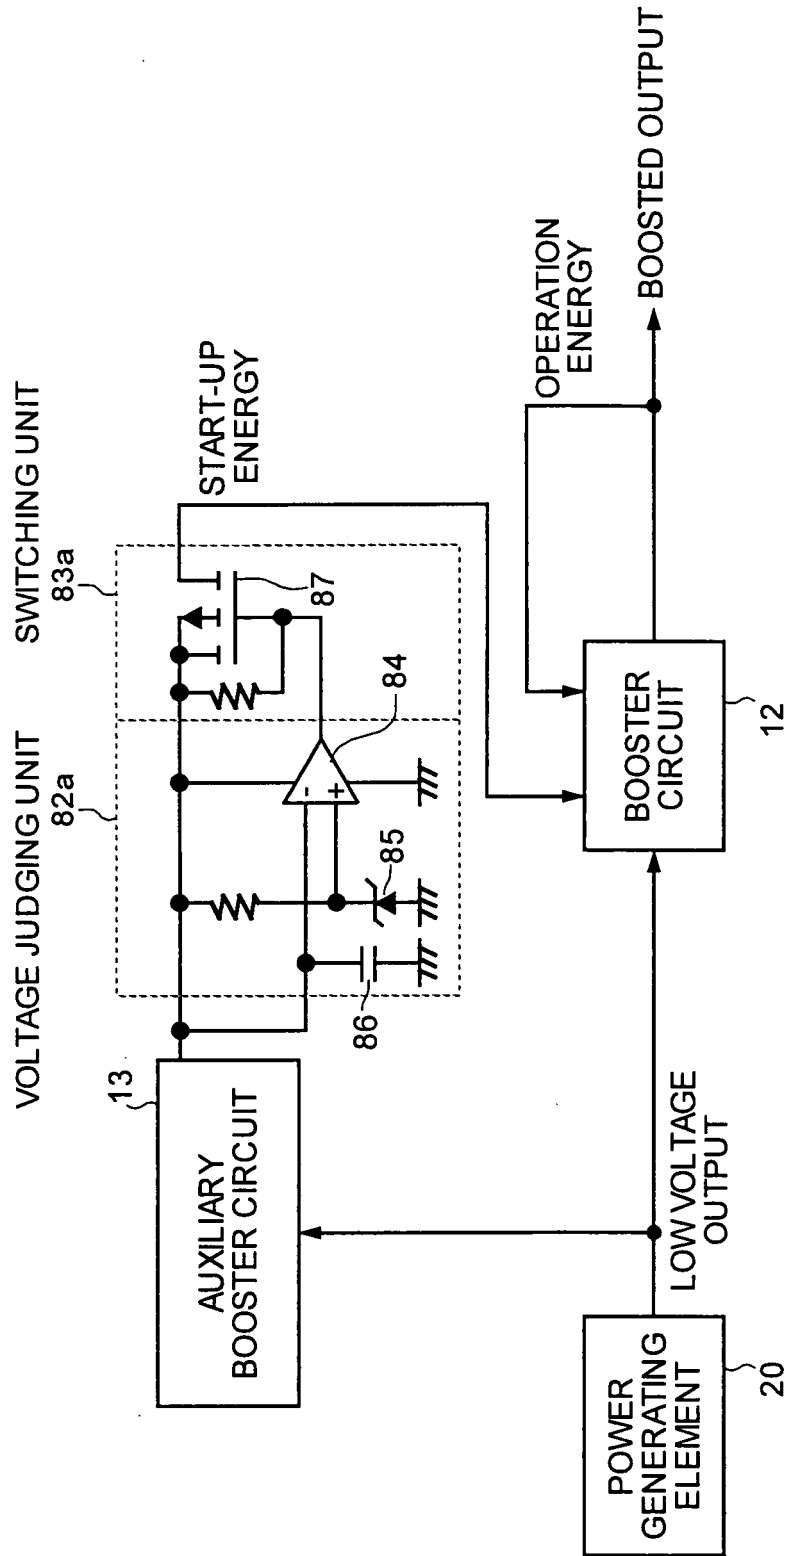 VOLTAGE JUDGING UNIT
82a
SWITCHING UNIT
83a
13
AUXILIARY
BOOSTER CIRCUIT
86
85
84
-
+
87
START-UP
ENERGY
OPERATION
ENERGY
POWER
GENERATING
ELEMENT
20
LOW VOLTAGE
OUTPUT
BOOSTER
CIRCUIT
12
BOOSTED OUTPUT